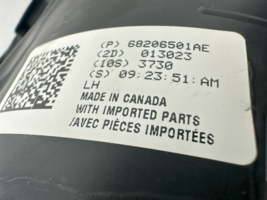 (P) 68206501AE
(2D) 013023
(10S) 3730
(S) 09:23:51:AM
LH
MADE IN CANADA
WITH IMPORTED PARTS
/AVEC PIÈCES IMPORTÉES